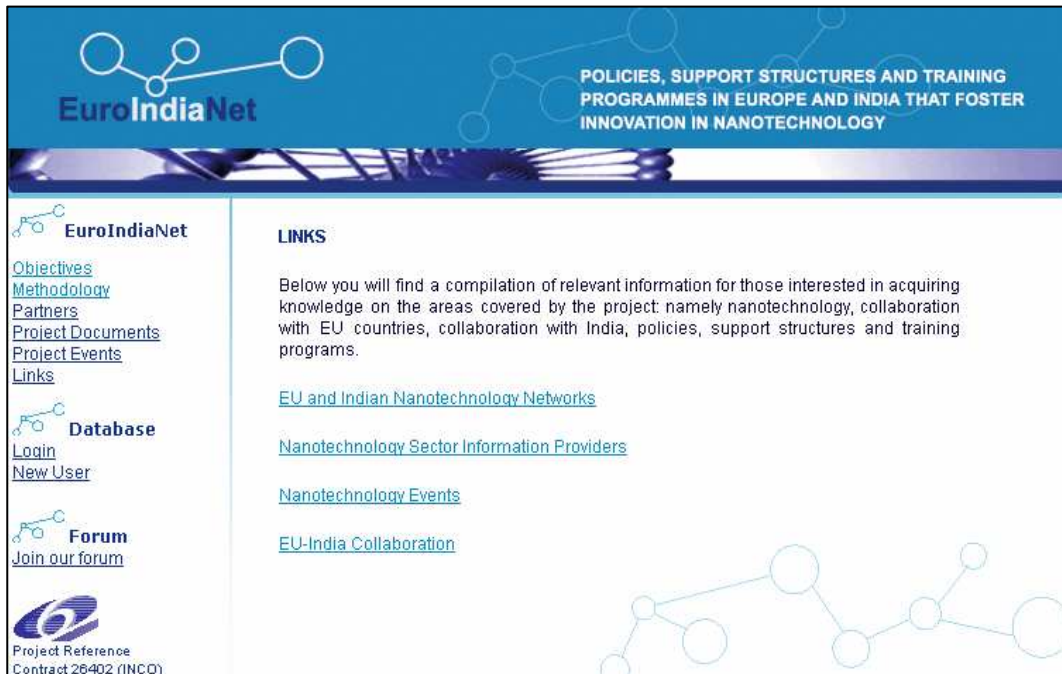 EuroIndiaNet
POLICIES, SUPPORT STRUCTURES AND TRAINING
PROGRAMMES IN EUROPE AND INDIA THAT FOSTER
INNOVATION IN NANOTECHNOLOGY
EuroIndiaNet
Objectives
Methodology
Partners
Project Documents
Project Events
Links
Database
Login
New User
Forum
Join our forum
6
Project Reference
Contract 26402 (INCO)
LINKS
Below you will find a compilation of relevant information for those interested in acquiring
knowledge on the areas covered by the project: namely nanotechnology, collaboration
with EU countries, collaboration with India, policies, support structures and training
programs.
EU and Indian Nanotechnology Networks
Nanotechnology Sector Information Providers
Nanotechnology Events
EU-India Collaboration